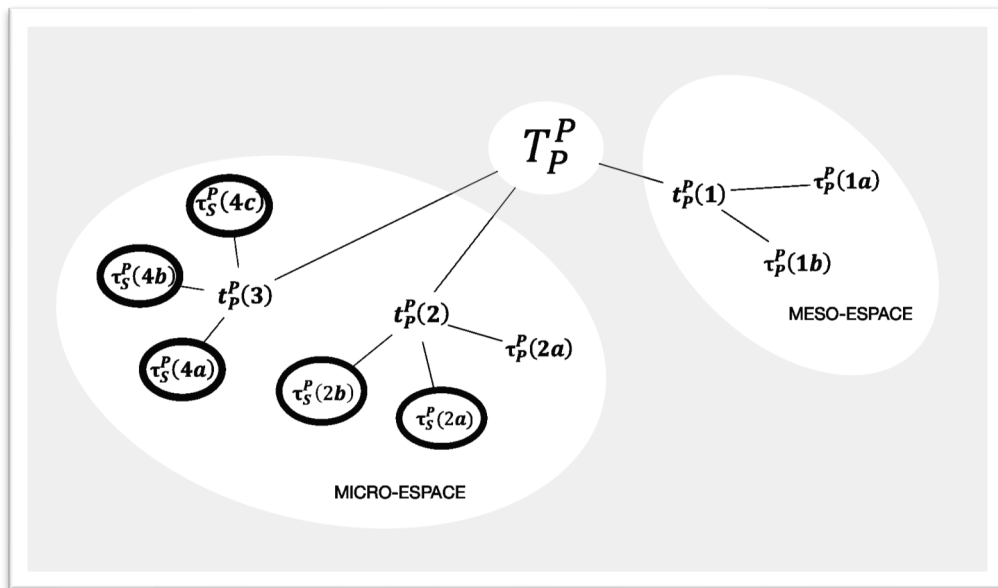 T_P^P
τ_S^P(4c)
t_P^P(1)
τ_P^P(1a)
τ_S^P(4b)
t_P^P(3)
τ_P^P(1b)
t_P^P(2)
MESO-ESPACE
τ_S^P(4a)
τ_P^P(2a)
τ_S^P(2b)
τ_S^P(2a)
MICRO-ESPACE